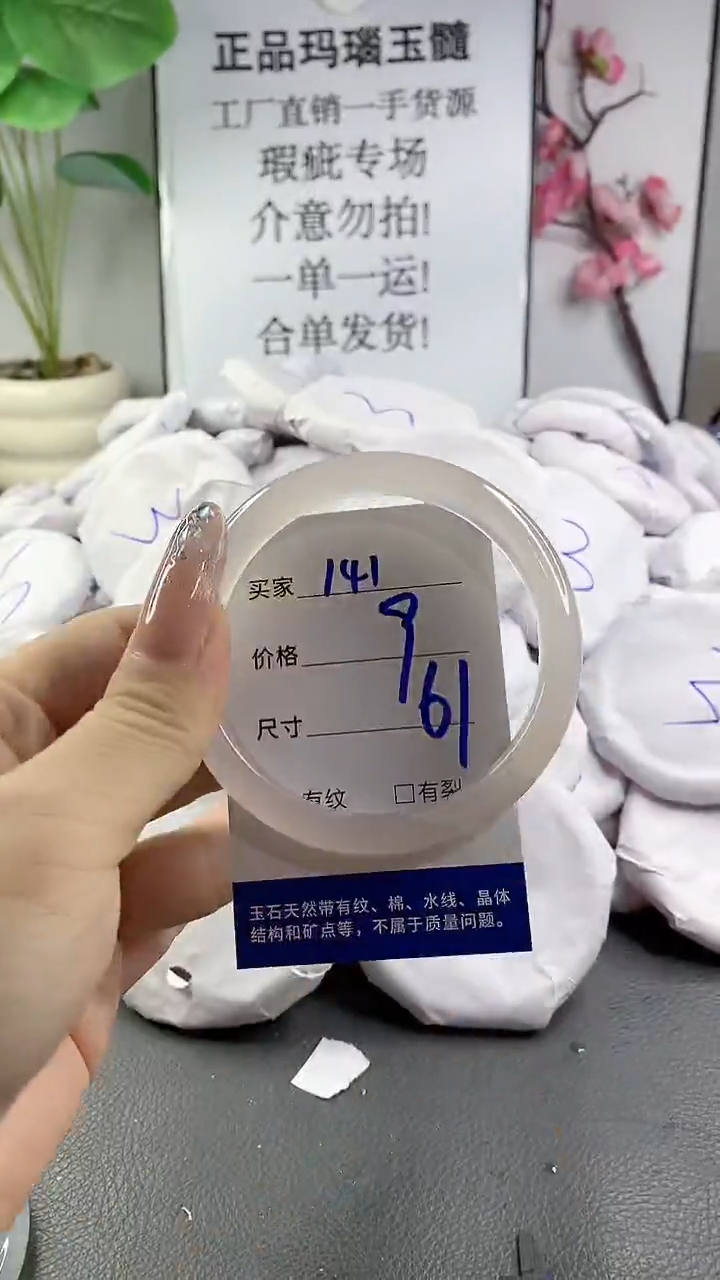 正品玛瑙玉髓
工厂直销一手货源
瑕疵专场
介意勿拍!
一单一运!
合单发货!
3
3
3
买家 141
价格 9
尺寸 61
有纹 □有裂
玉石天然带有纹、棉、水线、晶体
结构和矿点等，不属于质量问题。